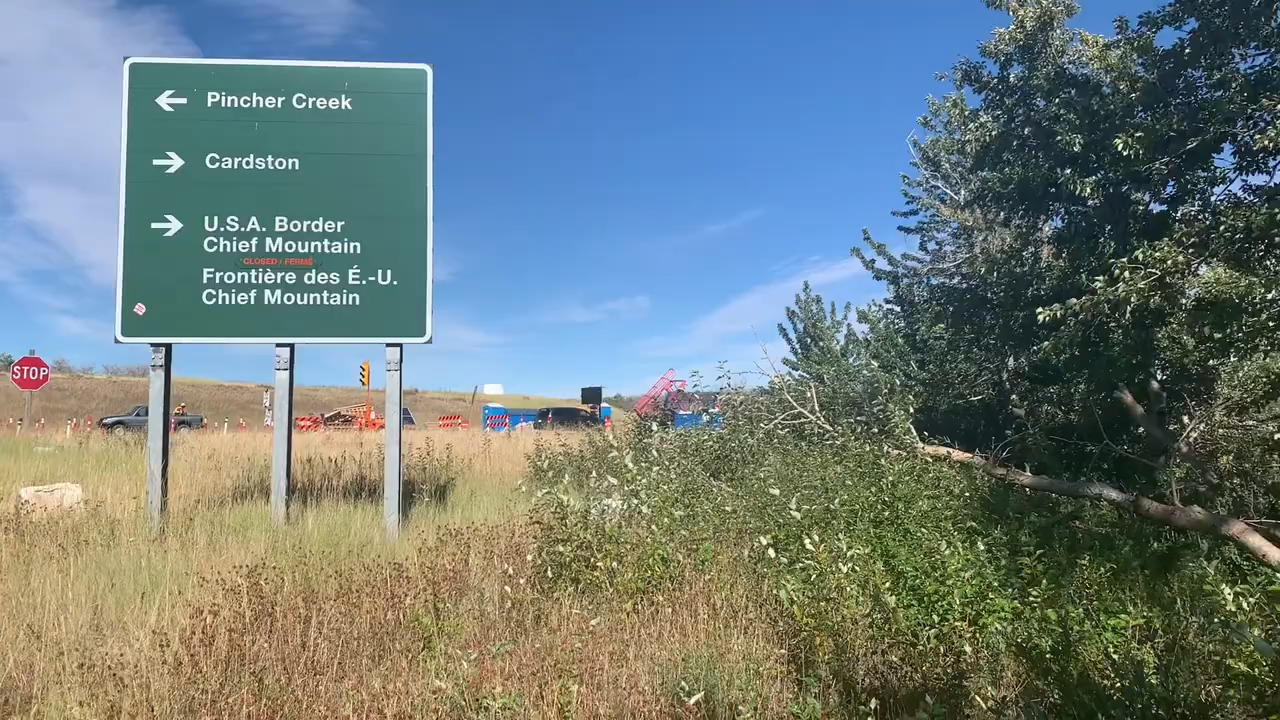 Pincher Creek
Cardston
U.S.A. Border
Chief Mountain
CLOSED / FERMÉ
Frontière des É.-U.
Chief Mountain
STOP